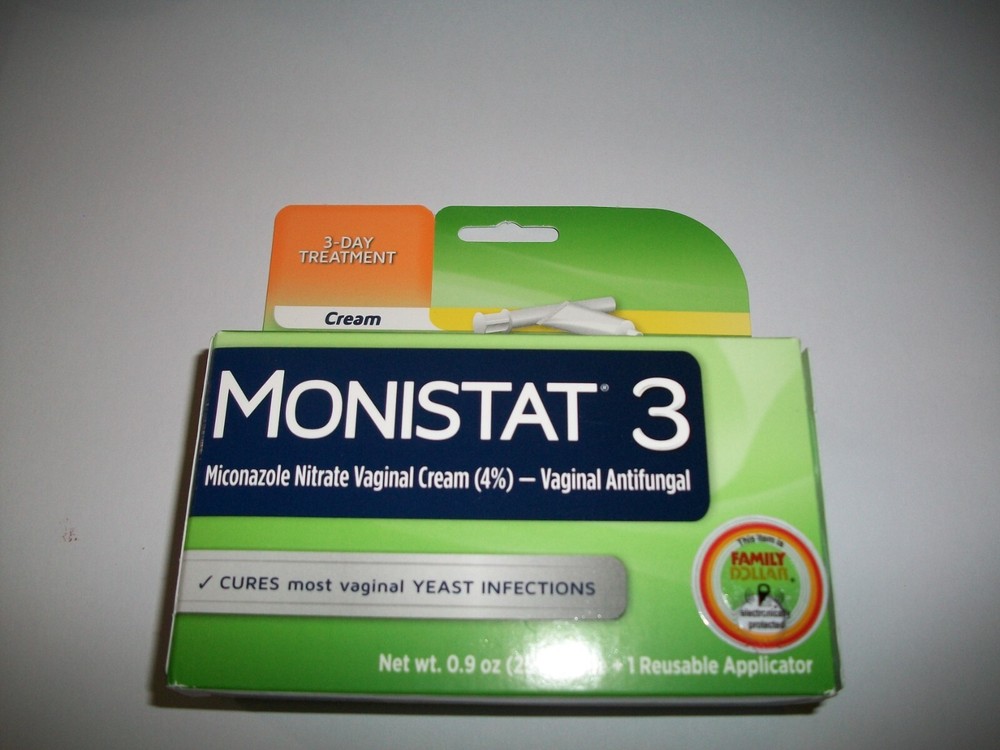 3-DAY
TREATMENT
Cream
MONISTAT® 3
Miconazole Nitrate Vaginal Cream (4%) — Vaginal Antifungal
✓ CURES most vaginal YEAST INFECTIONS
This item is
FAMILY
DOLLAR®
electronically
protected
Net wt. 0.9 oz + 1 Reusable Applicator